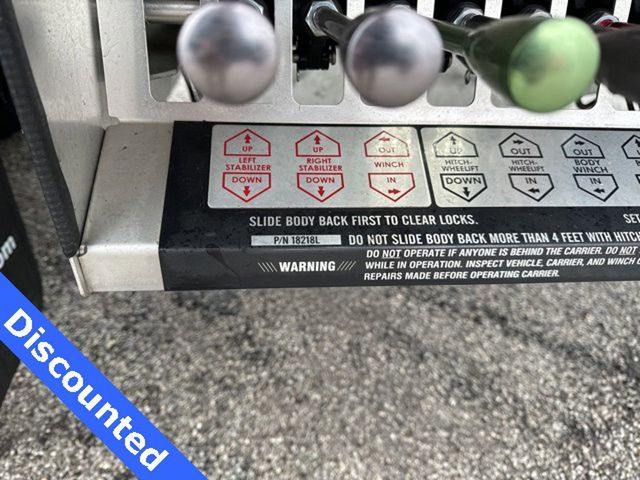 UP
LEFT
STABILIZER
DOWN
UP
RIGHT
STABILIZER
DOWN
OUT
WINCH
IN
UP
HITCH-
WHEELIFT
DOWN
OUT
HITCH-
WHEELIFT
IN
OUT
BODY
WINCH
IN
SLIDE BODY BACK FIRST TO CLEAR LOCKS.
P/N 18218L DO NOT SLIDE BODY BACK MORE THAN 4 FEET WITH HITCH
WARNING
DO NOT OPERATE IF ANYONE IS BEHIND THE CARRIER. DO NOT
WHILE IN OPERATION. INSPECT VEHICLE, CARRIER, AND WINCH
REPAIRS MADE BEFORE OPERATING CARRIER.
Discounted